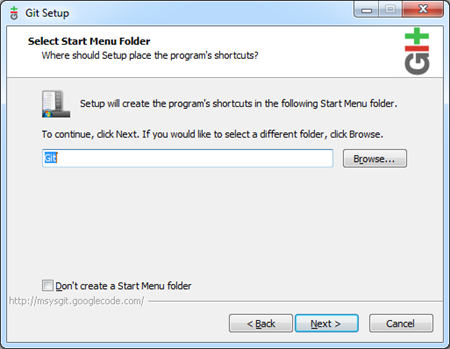 Git Setup
Select Start Menu Folder
Where should Setup place the program's shortcuts?
GIt
Setup will create the program's shortcuts in the following Start Menu folder.
To continue, click Next. If you would like to select a different folder, click Browse.
Git
Browse...
Don't create a Start Menu folder
http://msysgit.googlecode.com/
< Back
Next >
Cancel